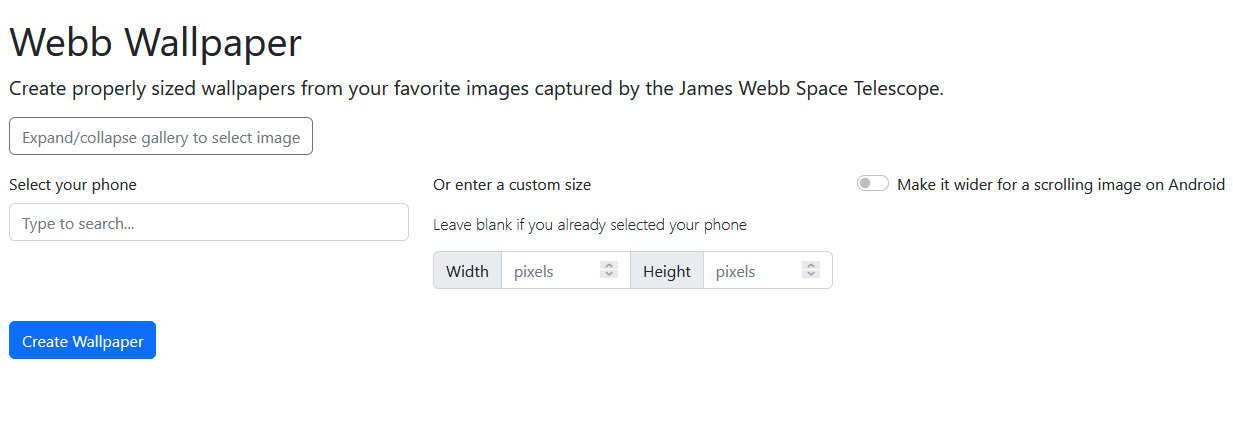 Webb Wallpaper
Create properly sized wallpapers from your favorite images captured by the James Webb Space Telescope.
Expand/collapse gallery to select image
Select your phone
Type to search...
Or enter a custom size
Leave blank if you already selected your phone
Width pixels Height pixels
Make it wider for a scrolling image on Android
Create Wallpaper